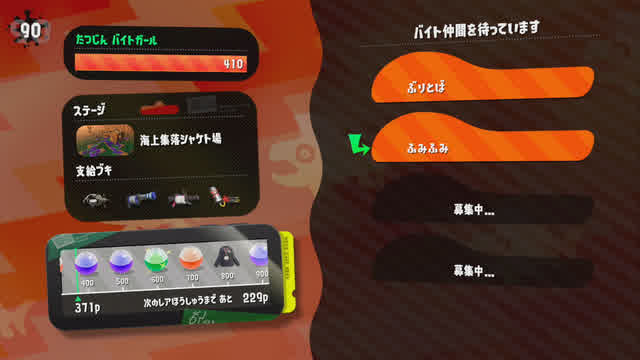 90
たつじん バイトガール
410
ステージ
海上集落シャケト場
支給ブキ
400 500 600 700 800 900
371p 次のレアほうしゅうまで あと 229p
バイト仲間を待っています
ぶりとば
ふみふみ
募集中...
募集中...